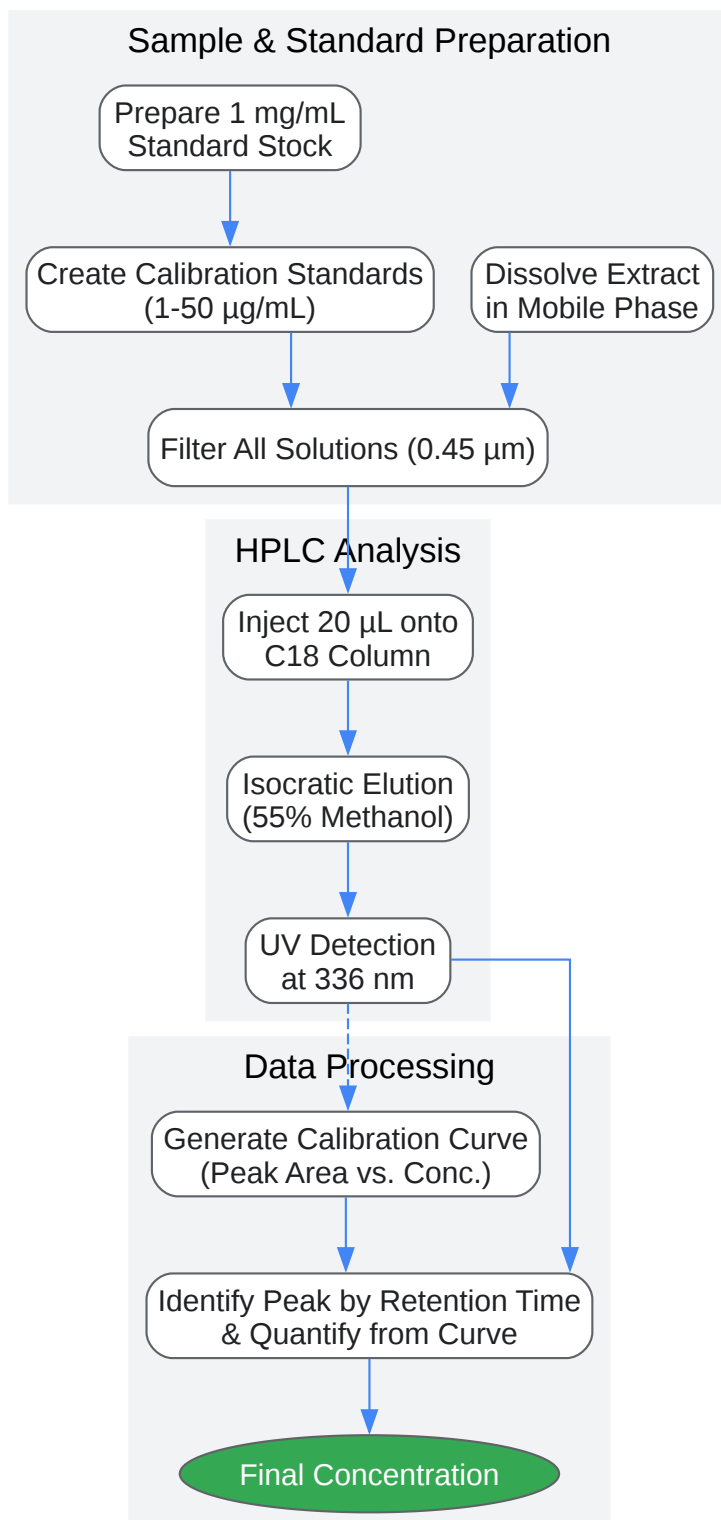 Sample & Standard Preparation
Prepare 1 mg/mL
Standard Stock
Create Calibration Standards
(1-50 µg/mL)
Dissolve Extract
in Mobile Phase
Filter All Solutions (0.45 µm)
HPLC Analysis
Inject 20 µL onto
C18 Column
Isocratic Elution
(55% Methanol)
UV Detection
at 336 nm
Data Processing
Generate Calibration Curve
(Peak Area vs. Conc.)
Identify Peak by Retention Time
& Quantify from Curve
Final Concentration